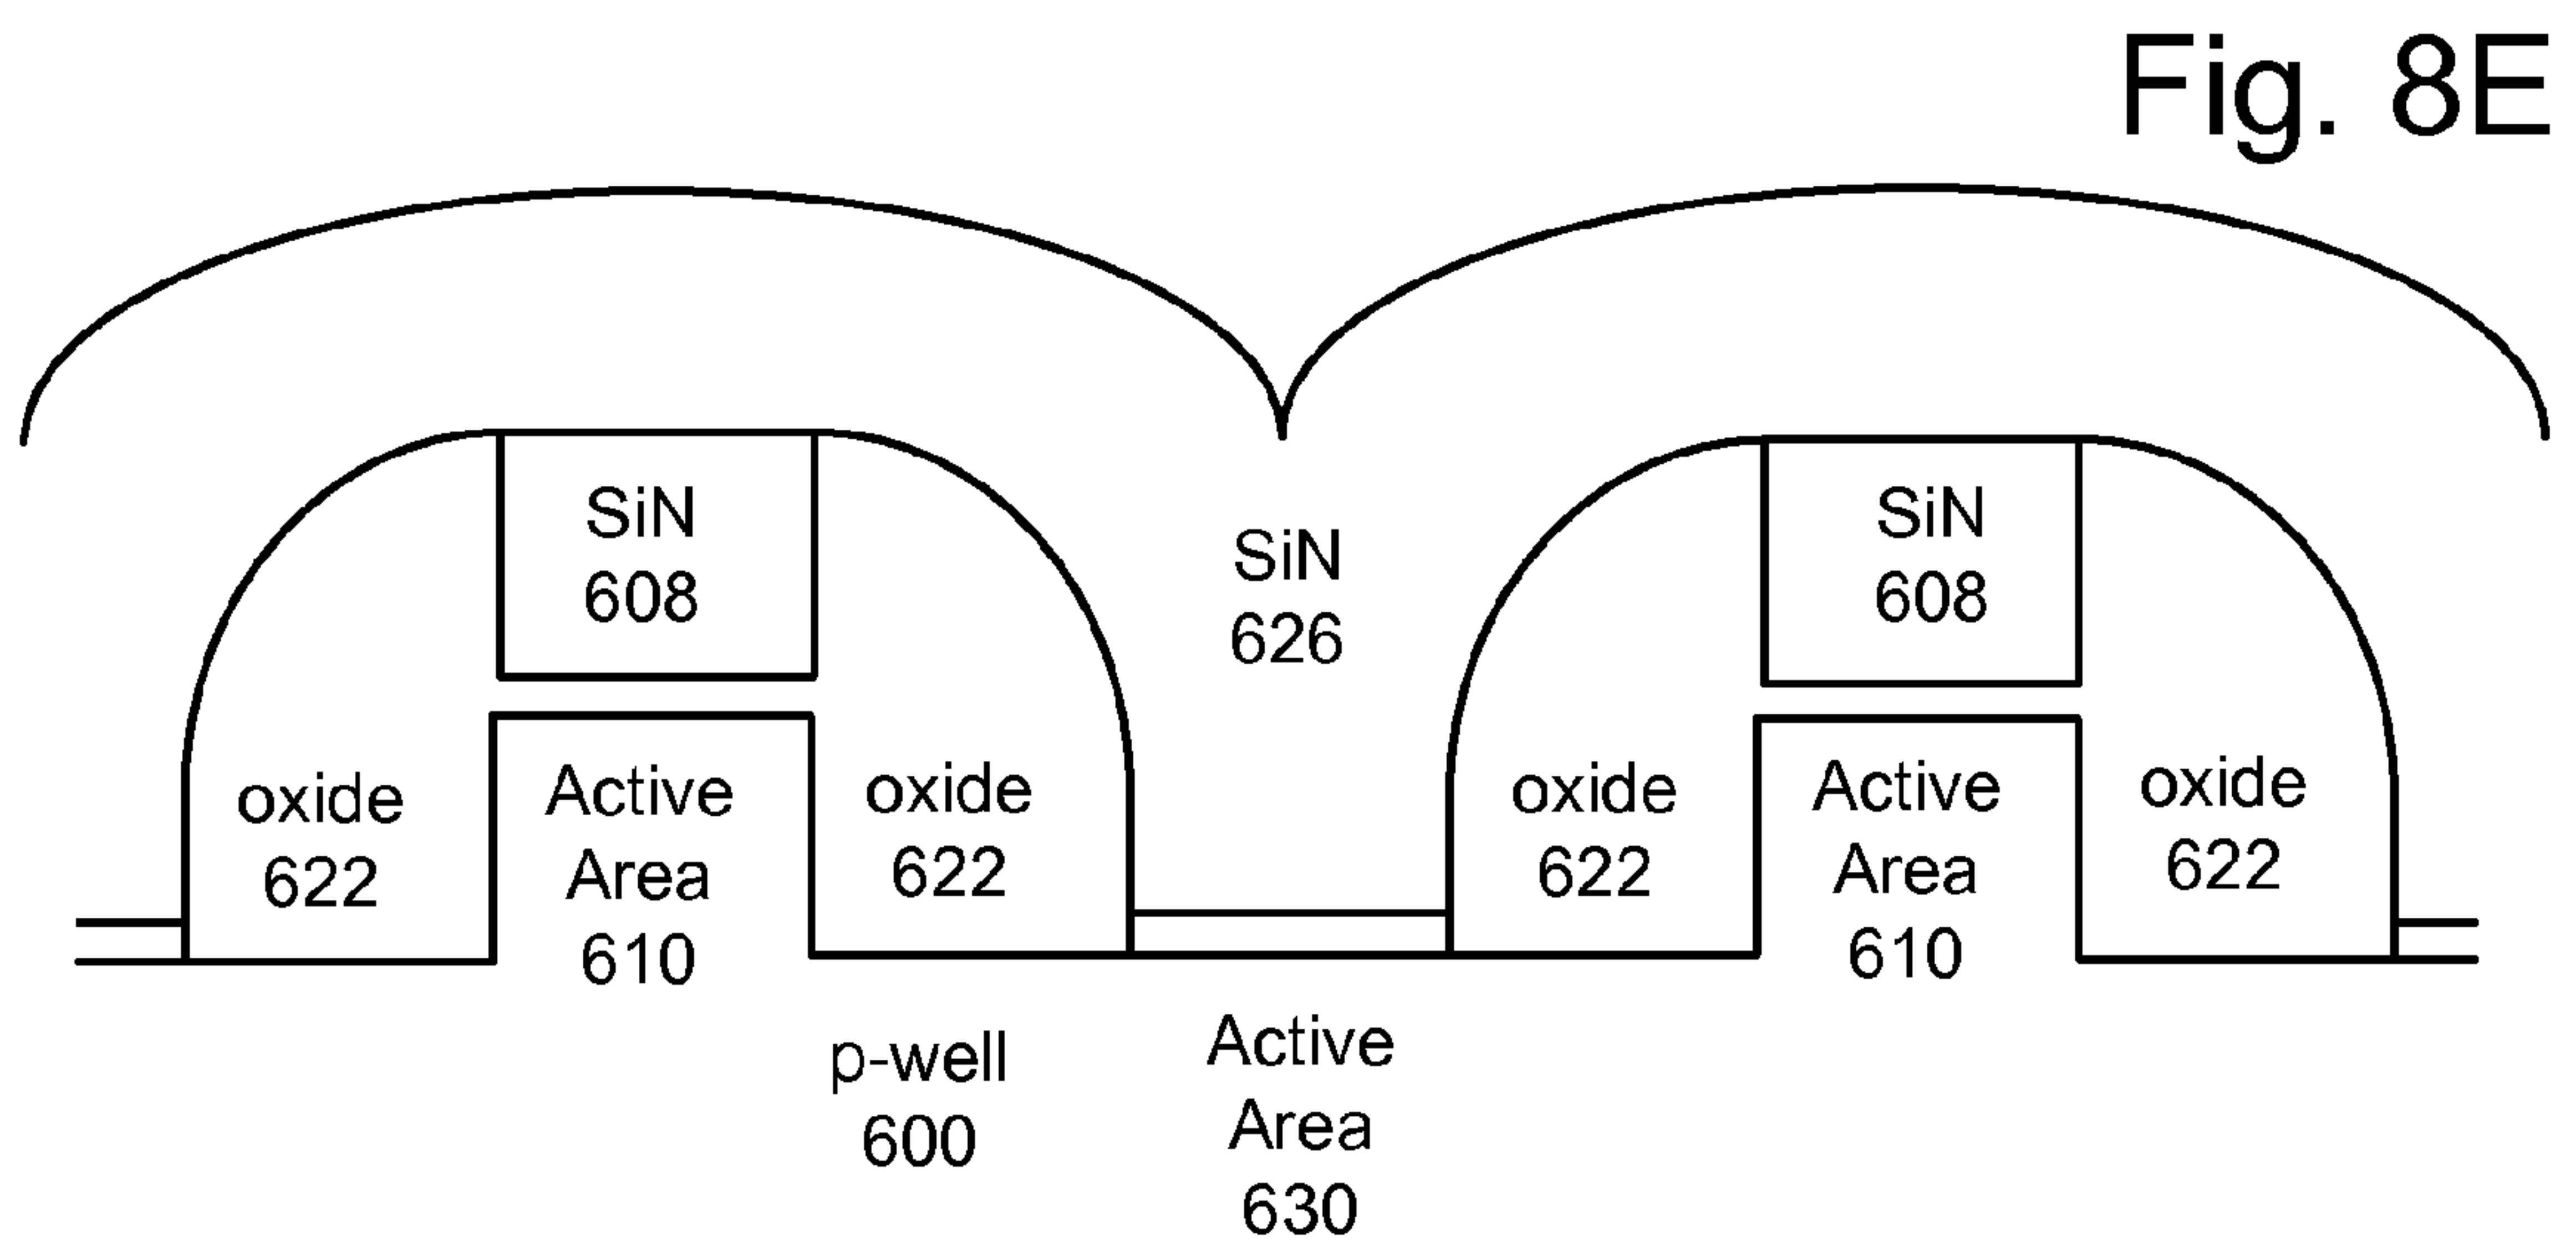 Fig. 8E
SiN
608
SiN
626
SiN
608
oxide
622
Active
Area
610
oxide
622
oxide
622
Active
Area
610
oxide
622
p-well
600
Active
Area
630